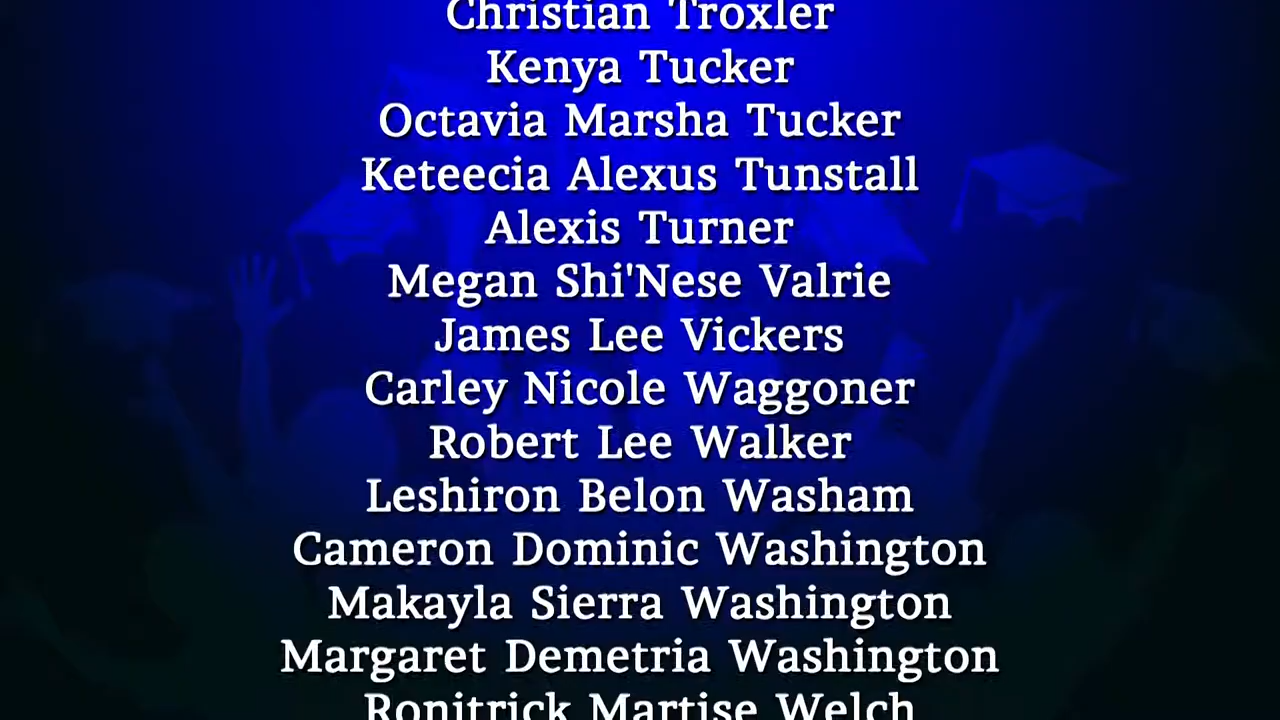 Christian Troxler
Kenya Tucker
Octavia Marsha Tucker
Keteecia Alexus Tunstall
Alexis Turner
Megan Shi'Nese Valrie
James Lee Vickers
Carley Nicole Waggoner
Robert Lee Walker
Leshiron Belon Washam
Cameron Dominic Washington
Makayla Sierra Washington
Margaret Demetria Washington
Ronitrick Martise Welch